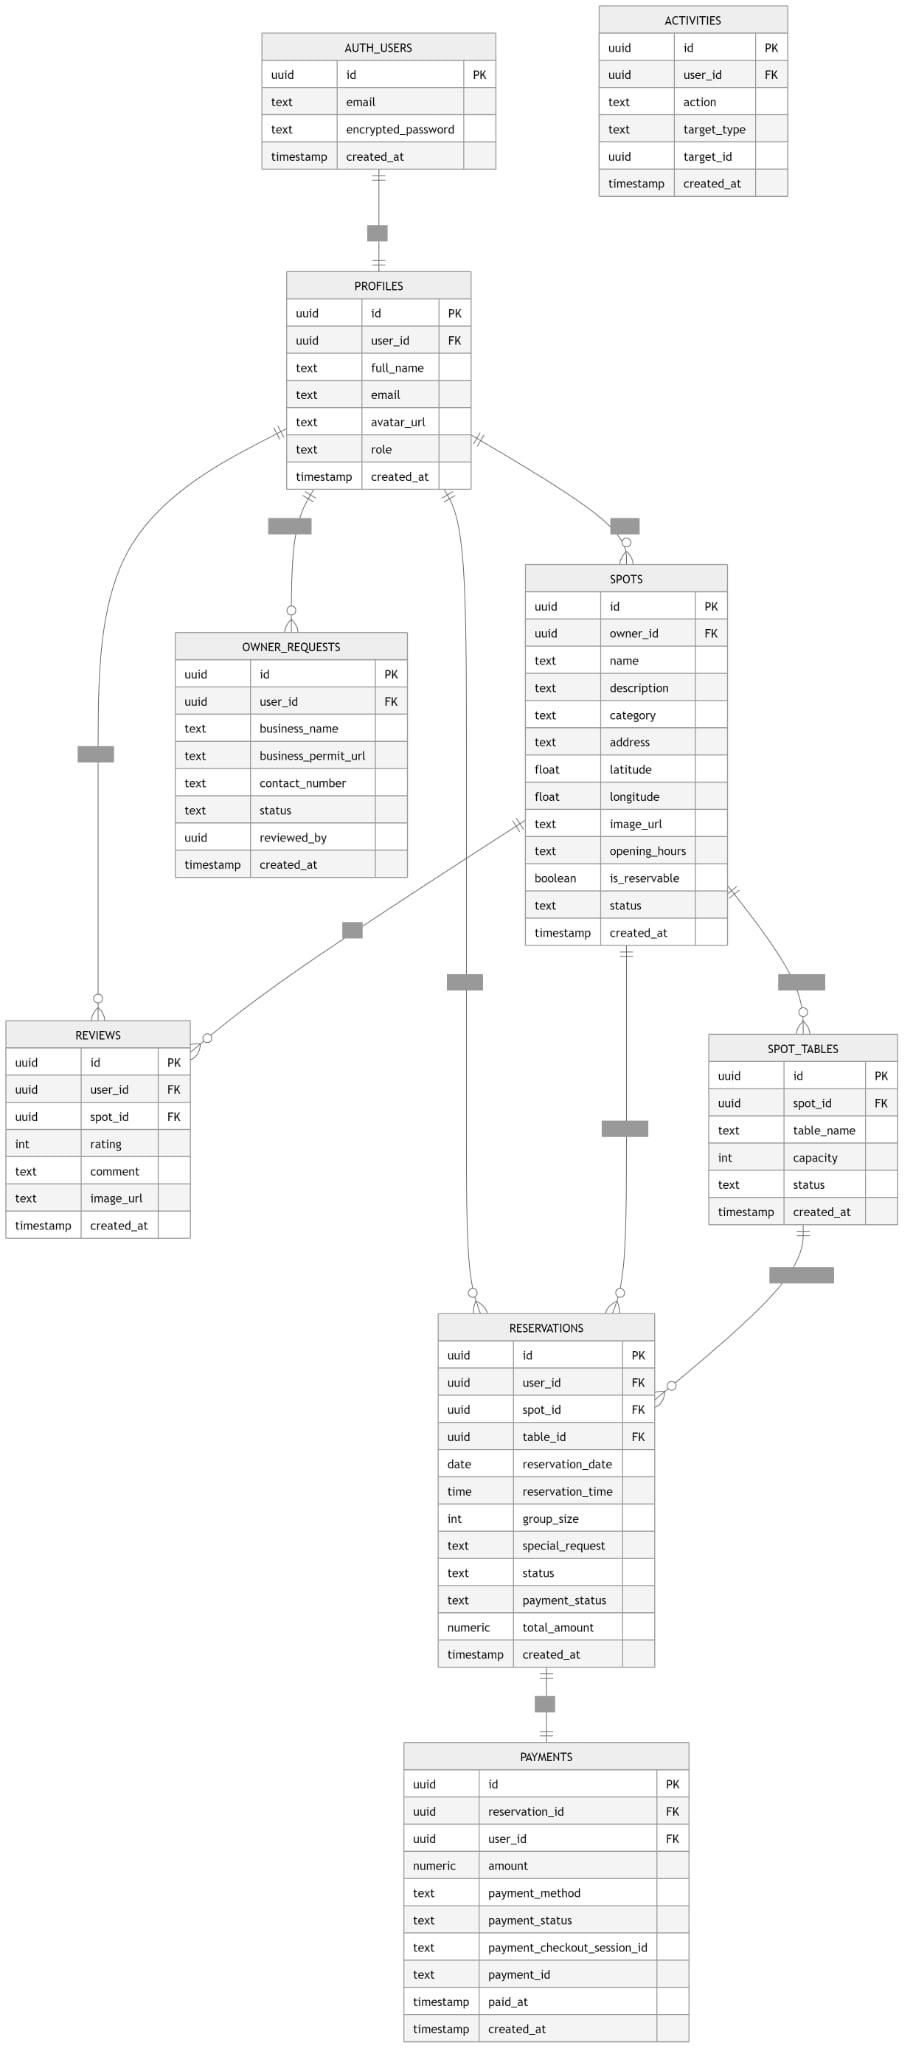 AUTH_USERS
uuid id PK
text email
text encrypted_password
timestamp created_at
ACTIVITIES
uuid id PK
uuid user_id FK
text action
text target_type
uuid target_id
timestamp created_at
PROFILES
uuid id PK
uuid user_id FK
text full_name
text email
text avatar_url
text role
timestamp created_at
SPOTS
uuid id PK
uuid owner_id FK
text name
text description
text category
text address
float latitude
float longitude
text image_url
text opening_hours
boolean is_reservable
text status
timestamp created_at
OWNER_REQUESTS
uuid id PK
uuid user_id FK
text business_name
text business_permit_url
text contact_number
text status
uuid reviewed_by
timestamp created_at
REVIEWS
uuid id PK
uuid user_id FK
uuid spot_id FK
int rating
text comment
text image_url
timestamp created_at
SPOT_TABLES
uuid id PK
uuid spot_id FK
text table_name
int capacity
text status
timestamp created_at
RESERVATIONS
uuid id PK
uuid user_id FK
uuid spot_id FK
uuid table_id FK
date reservation_date
time reservation_time
int group_size
text special_request
text status
text payment_status
numeric total_amount
timestamp created_at
PAYMENTS
uuid id PK
uuid reservation_id FK
uuid user_id FK
numeric amount
text payment_method
text payment_status
text payment_checkout_session_id
text payment_id
timestamp paid_at
timestamp created_at